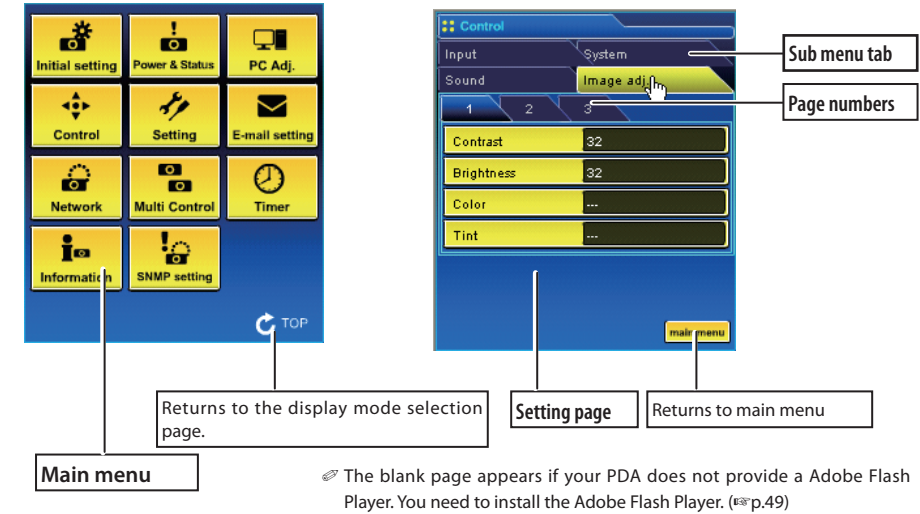 Initial setting
Power & Status
PC Adj.
Control
Setting
E-mail setting
Network
Multi Control
Timer
Information
SNMP setting
TOP
Returns to the display mode selection
page.
Main menu
Control
Input
System
Sound
Image adj.
1
2
3
Contrast
32
Brightness
32
Color
---
Tint
---
main menu
Sub menu tab
Page numbers
Setting page
Returns to main menu
✐ The blank page appears if your PDA does not provide a Adobe Flash
Player. You need to install the Adobe Flash Player. (☞p.49)